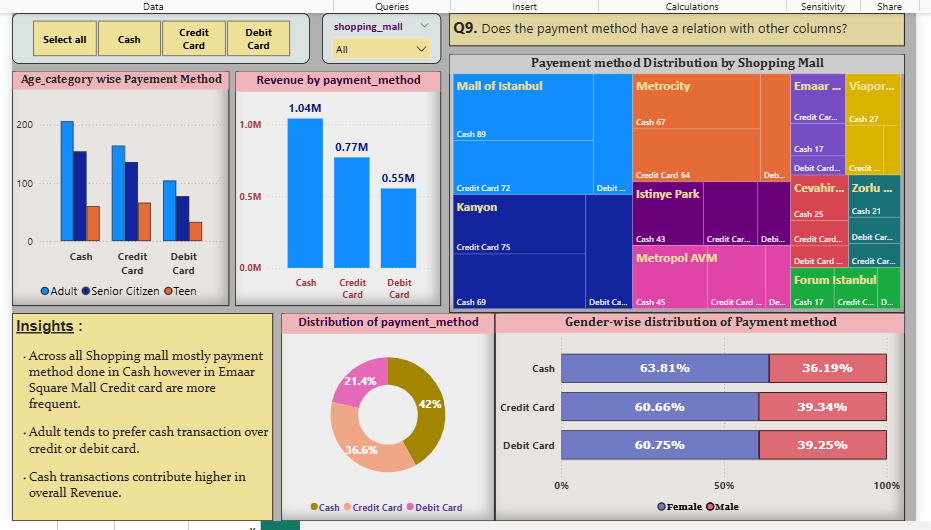 Data
Queries
Insert
Calculations
Sensitivity
Share
Select all
Cash
Credit
Card
Debit
Card
shopping_mall
All
Q9. Does the payment method have a relation with other columns?
Age_category wise Payement Method
200
100
0
Cash
Credit
Card
Debit
Card
Adult Senior Citizen Teen
Revenue by payment_method
1.0M
0.5M
0.0M
1.04M
0.77M
0.55M
Cash
Credit
Card
Debit
Card
Payement method Distribution by Shopping Mall
Mall of Istanbul
Cash 89
Credit Card 72
Debit ...
Kanyon
Credit Card 75
Cash 69
Debit Ca...
Metrocity
Cash 67
Credit Card 64
Deb...
Istinye Park
Cash 43
Credit Car...
Debi...
Metropol AVM
Cash 45
Credit Card ...
De...
Emaar ...
Credit Car...
Cash 17
Debit Card...
Viapor...
Cash 27
Credit ...
Cevahir...
Cash 25
Credit Card...
Debit Card ...
Zorlu ...
Cash 21
Debit Car...
Credit Car...
Forum Istanbul
Cash 17
Credit C...
D...
Insights :
· Across all Shopping mall mostly payment
method done in Cash however in Emaar
Square Mall Credit card are more
frequent.
· Adult tends to prefer cash transaction over
credit or debit card.
· Cash transactions contribute higher in
overall Revenue.
Distribution of payment_method
21.4%
42%
36.6%
Cash Credit Card Debit Card
Gender-wise distribution of Payment method
Cash
63.81%
36.19%
Credit Card
60.66%
39.34%
Debit Card
60.75%
39.25%
0%
50%
100%
Female Male